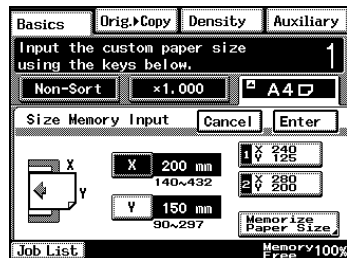 Basics Orig.▸Copy Density Auxiliary
Input the custom paper size 1
using the keys below.
Non-Sort ×1.000 A4
Size Memory Input Cancel Enter
X
Y
X 200 mm
140~432
Y 150 mm
90~297
1 X 240
Y 125
2 X 280
Y 200
Memorize
Paper Size
Job List Memory
Free 100%